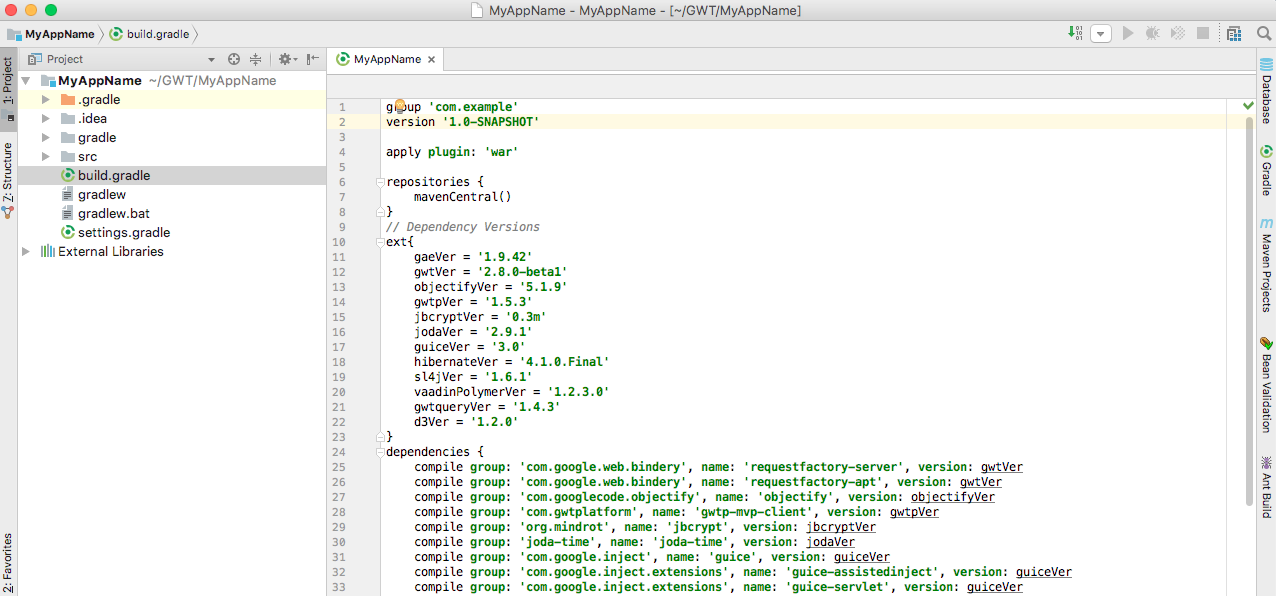 MyAppName - MyAppName - [~/GWT/MyAppName]
MyAppName build.gradle
1: Project
Z: Structure
2: Favorites
Project
MyAppName ~/GWT/MyAppName
.gradle
.idea
gradle
src
build.gradle
gradlew
gradlew.bat
settings.gradle
External Libraries
MyAppName ×
1 group 'com.example'
2 version '1.0-SNAPSHOT'
3
4 apply plugin: 'war'
5
6 repositories {
7 mavenCentral()
8 }
9 // Dependency Versions
10 ext{
11 gaeVer = '1.9.42'
12 gwtVer = '2.8.0-beta1'
13 objectifyVer = '5.1.9'
14 gwtpVer = '1.5.3'
15 jbcryptVer = '0.3m'
16 jodaVer = '2.9.1'
17 guiceVer = '3.0'
18 hibernateVer = '4.1.0.Final'
19 sl4jVer = '1.6.1'
20 vaadinPolymerVer = '1.2.3.0'
21 gwtqueryVer = '1.4.3'
22 d3Ver = '1.2.0'
23 }
24 dependencies {
25 compile group: 'com.google.web.bindery', name: 'requestfactory-server', version: gwtVer
26 compile group: 'com.google.web.bindery', name: 'requestfactory-apt', version: gwtVer
27 compile group: 'com.googlecode.objectify', name: 'objectify', version: objectifyVer
28 compile group: 'com.gwtplatform', name: 'gwtp-mvp-client', version: gwtpVer
29 compile group: 'org.mindrot', name: 'jbcrypt', version: jbcryptVer
30 compile group: 'joda-time', name: 'joda-time', version: jodaVer
31 compile group: 'com.google.inject', name: 'guice', version: guiceVer
32 compile group: 'com.google.inject.extensions', name: 'guice-assistedinject', version: guiceVer
33 compile group: 'com.google.inject.extensions', name: 'guice-servlet', version: guiceVer
Database
Gradle
m Maven Projects
Bean Validation
Ant Build